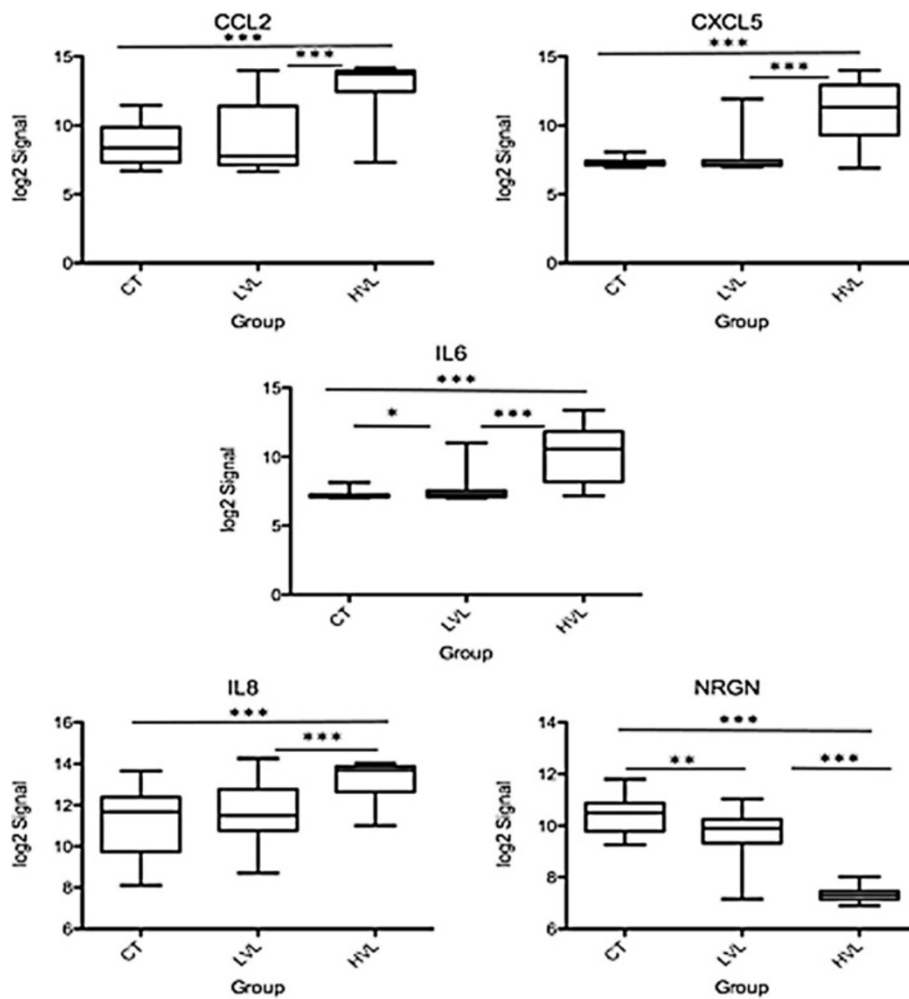 CCL2
***
***
15
10
5
0
log2 Signal
CT
LVL
HVL
Group
CXCL5
***
***
15
10
5
0
log2 Signal
CT
LVL
HVL
Group
IL6
***
*
***
15
10
5
0
log2 Signal
CT
LVL
HVL
Group
IL8
***
***
16
14
12
10
8
6
log2 Signal
CT
LVL
HVL
Group
NRGN
***
**
***
14
12
10
8
6
log2 Signal
CT
LVL
HVL
Group